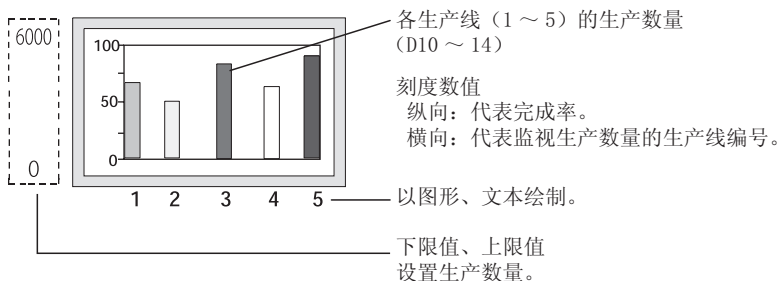 6000
0
100
50
0
1 2 3 4 5
各生产线（1 ～ 5）的生产数量
（D10 ～ 14）
刻度数值
纵向：代表完成率。
横向：代表监视生产数量的生产线编号。
以图形、文本绘制。
下限值、上限值
设置生产数量。